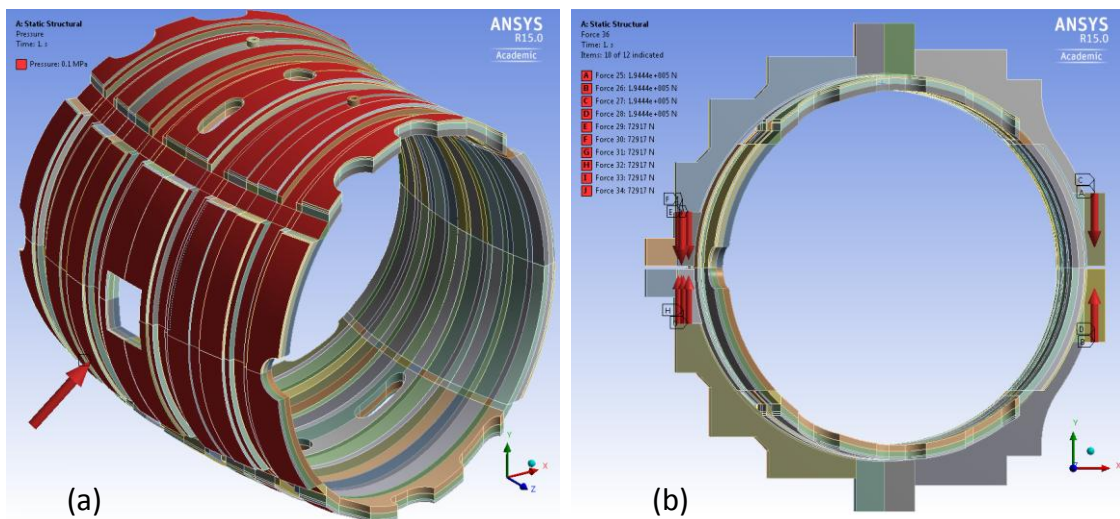 A: Static Structural
Pressure
Time: 1. s
Pressure: 0.1 MPa
ANSYS
R15.0
Academic
Y
X
Z
(a)
A: Static Structural
Force 36
Time: 1. s
Items: 10 of 12 indicated
A Force 25: 1.9444e+005 N
B Force 26: 1.9444e+005 N
C Force 27: 1.9444e+005 N
D Force 28: 1.9444e+005 N
E Force 29: 72917 N
F Force 30: 72917 N
G Force 31: 72917 N
H Force 32: 72917 N
I Force 33: 72917 N
J Force 34: 72917 N
ANSYS
R15.0
Academic
F
E
C
A
H
D
B
Y
Z
X
(b)